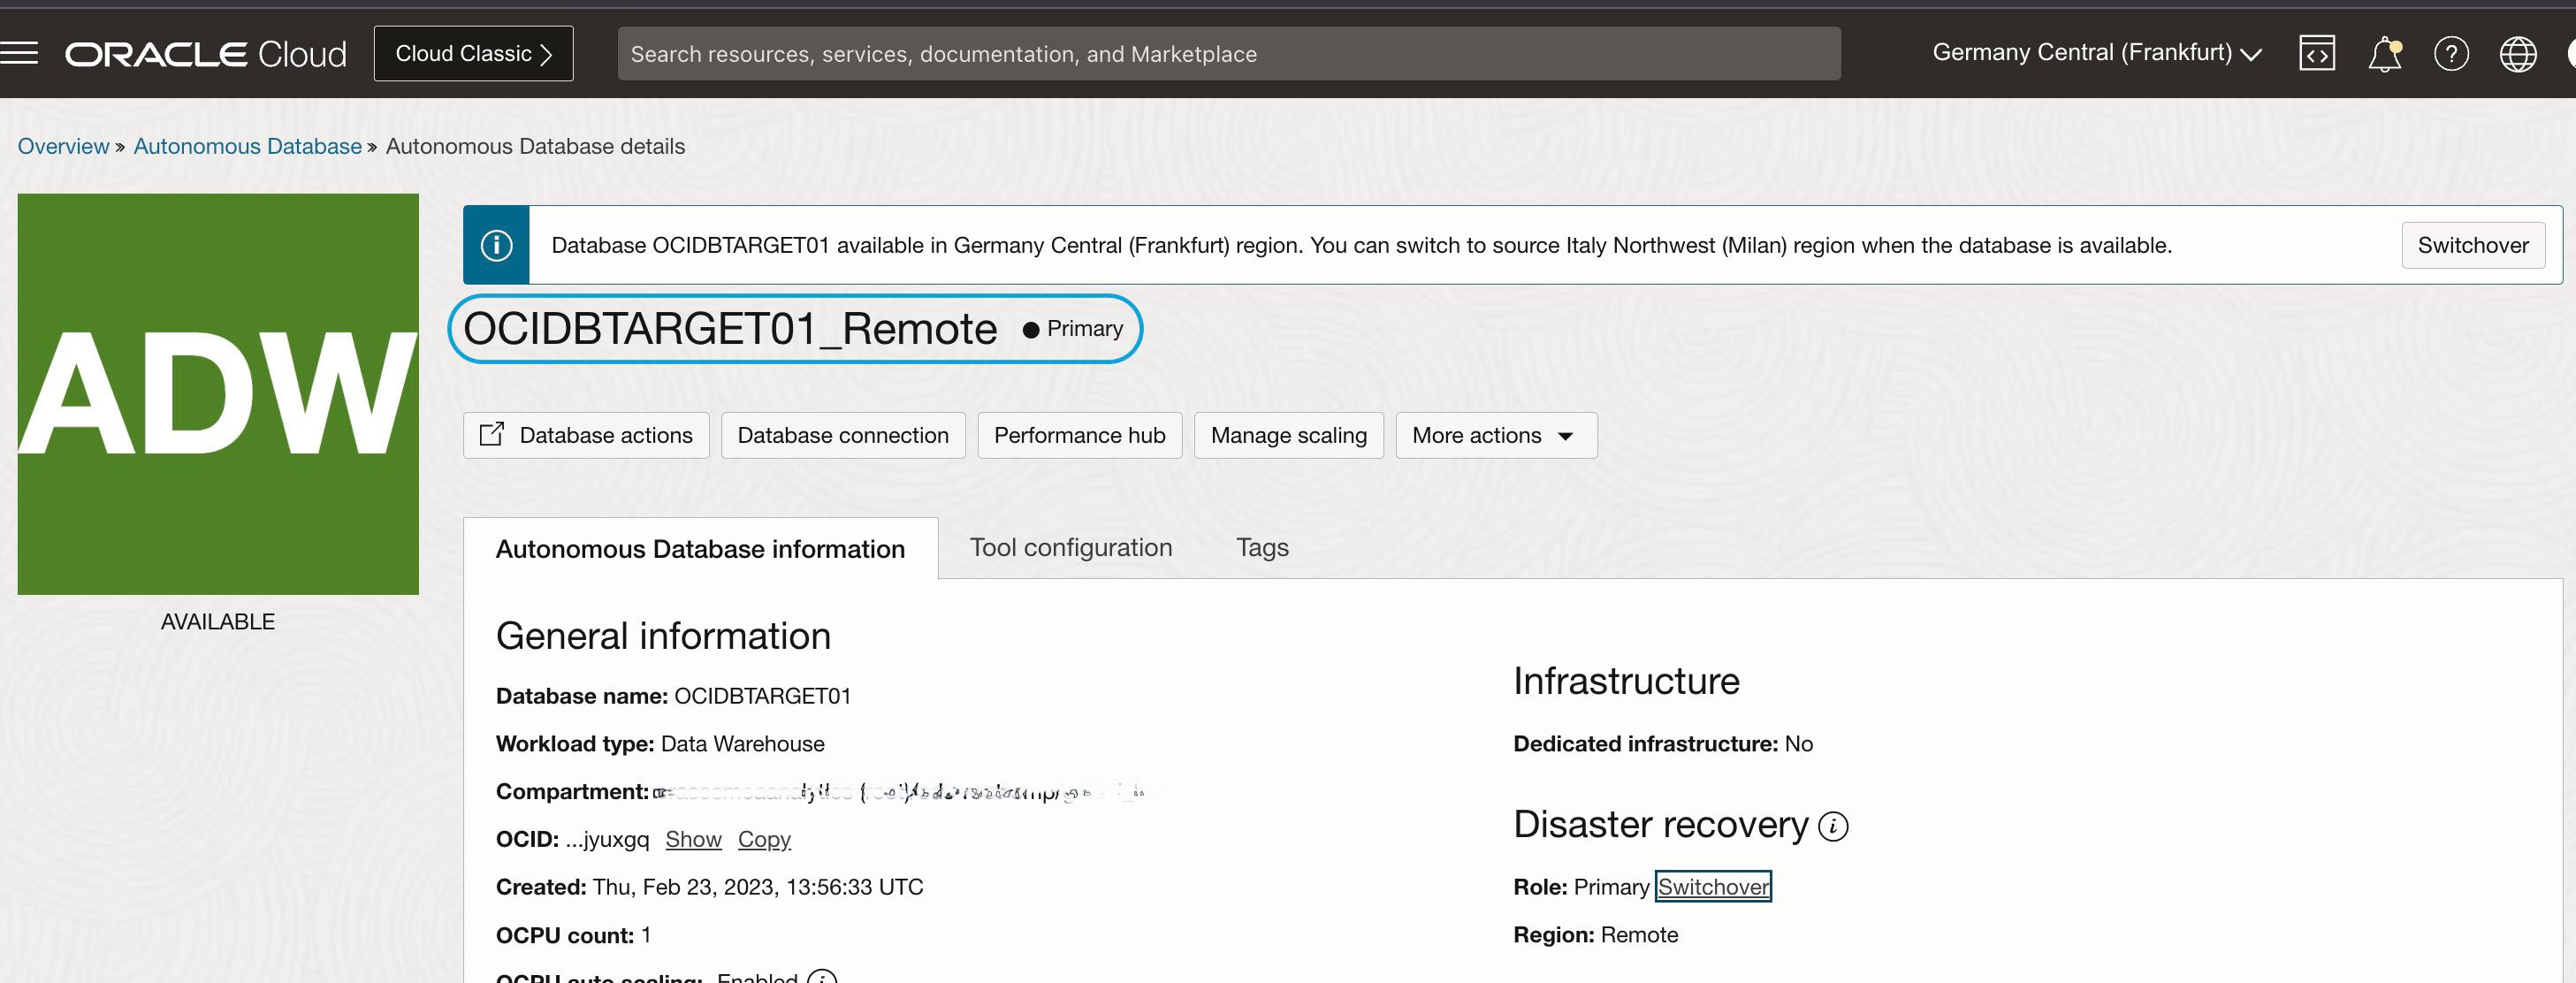 ORACLE Cloud
Cloud Classic
Search resources, services, documentation, and Marketplace
Germany Central (Frankfurt)
Overview » Autonomous Database » Autonomous Database details
ADW
AVAILABLE
Database OCIDBTARGET01 available in Germany Central (Frankfurt) region. You can switch to source Italy Northwest (Milan) region when the database is available.
Switchover
OCIDBTARGET01_Remote ● Primary
Database actions
Database connection
Performance hub
Manage scaling
More actions
Autonomous Database information
Tool configuration
Tags
General information
Database name: OCIDBTARGET01
Workload type: Data Warehouse
Compartment:
OCID: ...jyuxgq Show Copy
Created: Thu, Feb 23, 2023, 13:56:33 UTC
OCPU count: 1
OCPU auto scaling: Enabled
Infrastructure
Dedicated infrastructure: No
Disaster recovery
Role: Primary Switchover
Region: Remote